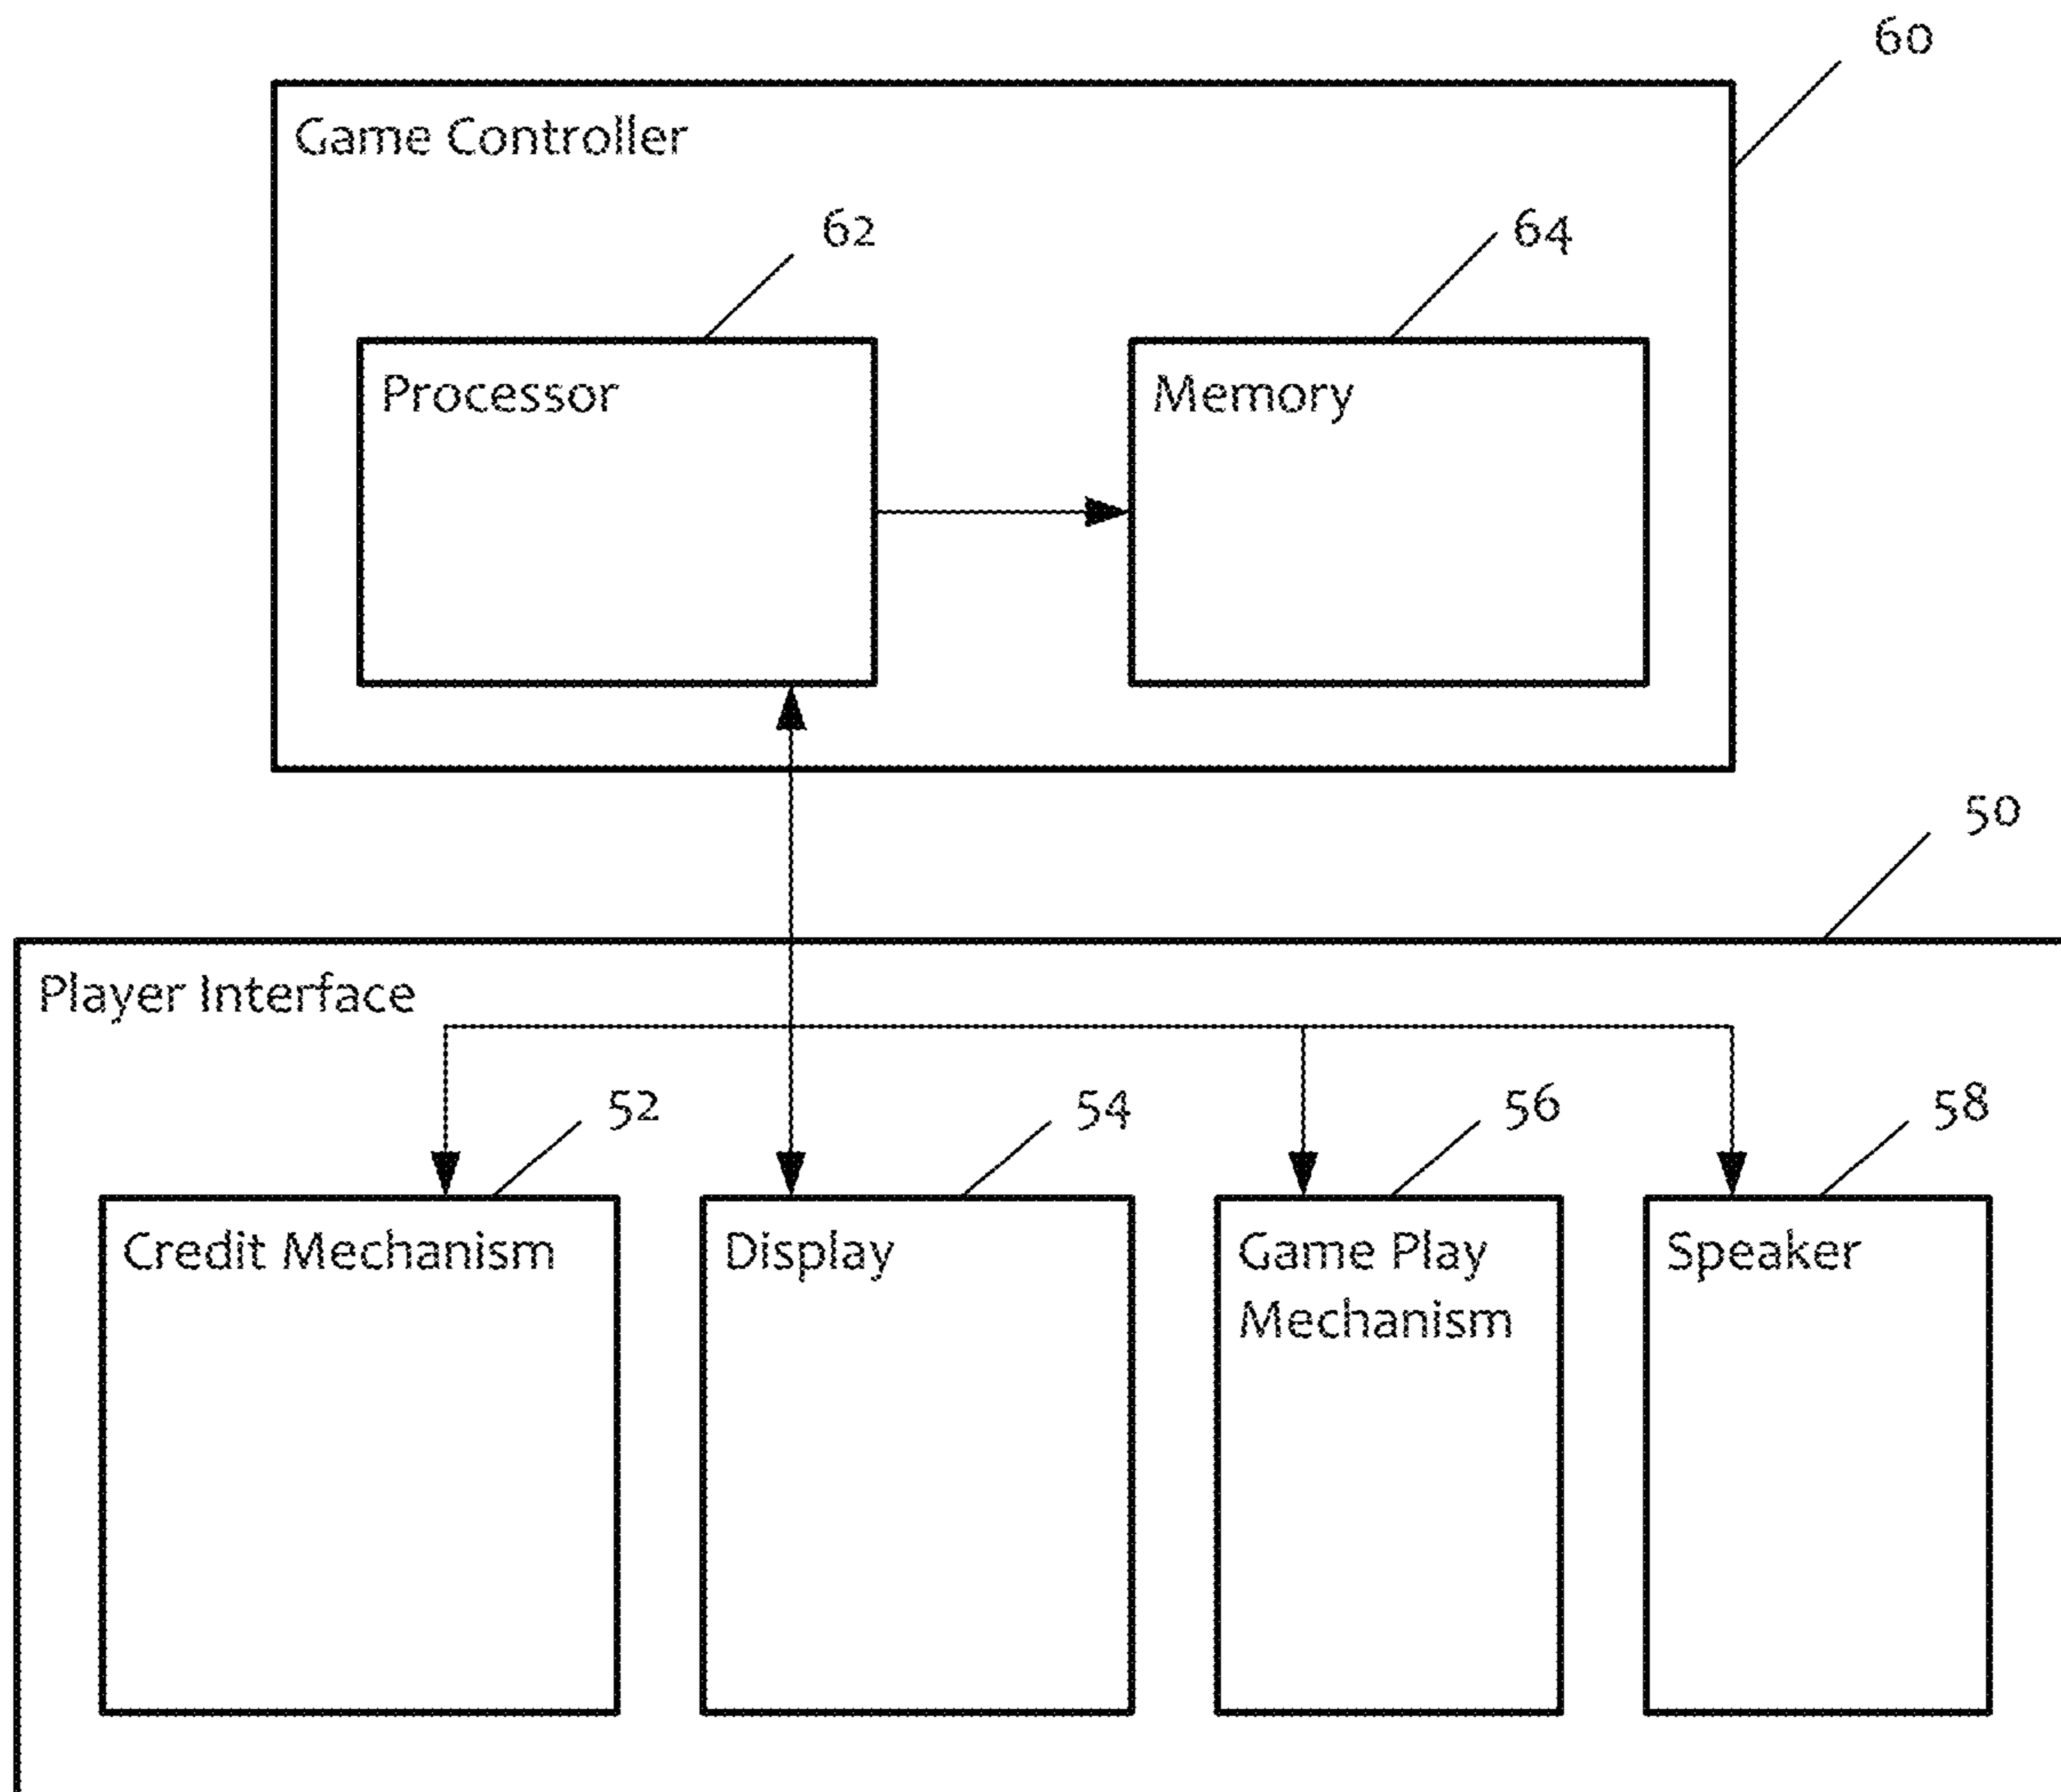 60
Game Controller
62
64
Processor
Memory
50
Player Interface
52
54
56
58
Credit Mechanism
Display
Game Play
Mechanism
Speaker